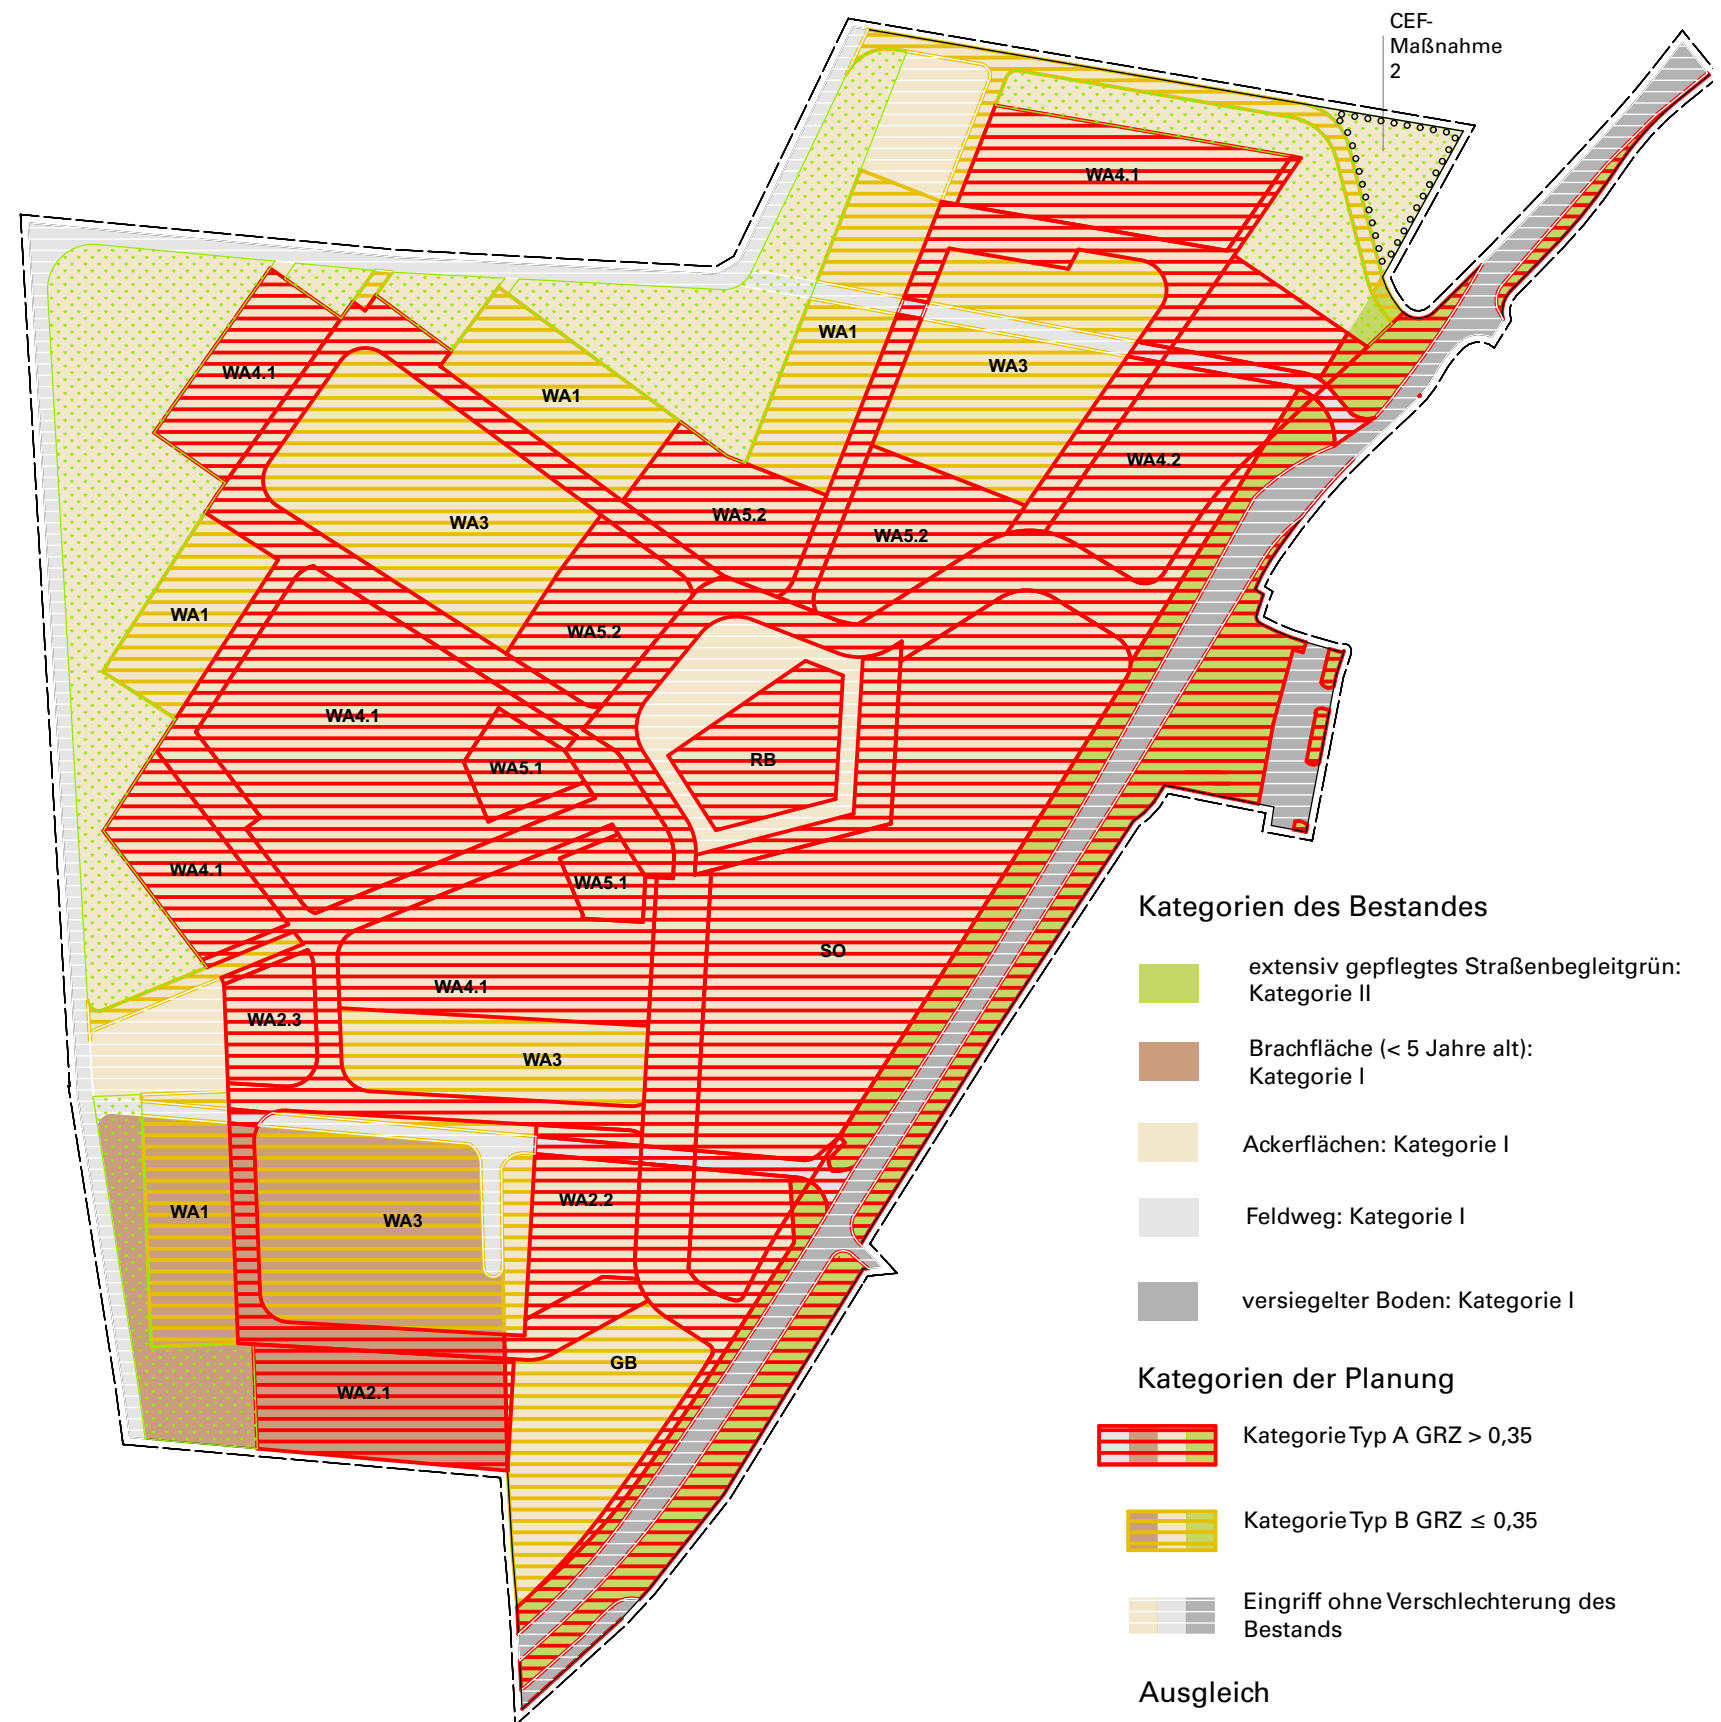 CEF-
Maßnahme
2
WA4.1
WA1
WA3
WA4.1
WA1
WA4.2
WA3
WA5.2
WA5.2
WA1
WA5.2
WA4.1
WA5.1
RB
WA4.1
WA5.1
SO
WA4.1
WA2.3
WA3
WA2.2
WA1
WA3
GB
WA2.1
Kategorien des Bestandes
extensiv gepflegtes Straßenbegleitgrün:
Kategorie II
Brachfläche (< 5 Jahre alt):
Kategorie I
Ackerflächen: Kategorie I
Feldweg: Kategorie I
versiegelter Boden: Kategorie I
Kategorien der Planung
Kategorie Typ A GRZ > 0,35
Kategorie Typ B GRZ ≤ 0,35
Eingriff ohne Verschlechterung des
Bestands
Ausgleich